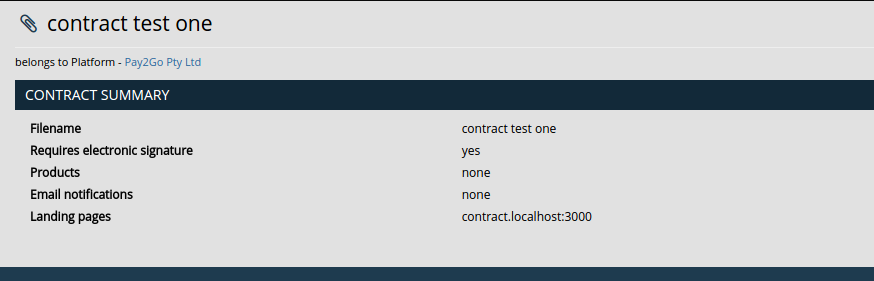 contract test one
belongs to Platform - Pay2Go Pty Ltd
CONTRACT SUMMARY
Filename contract test one
Requires electronic signature yes
Products none
Email notifications none
Landing pages contract.localhost:3000